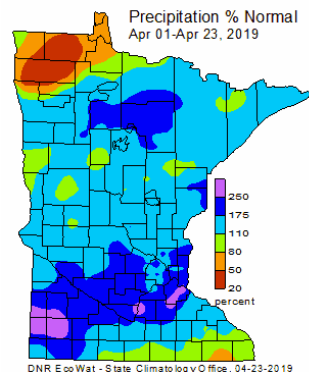 Precipitation % Normal
Apr 01-Apr 23, 2019
250
175
110
80
50
20
percent
DNR EcoWat - State Climatology Office. 04-23-2019